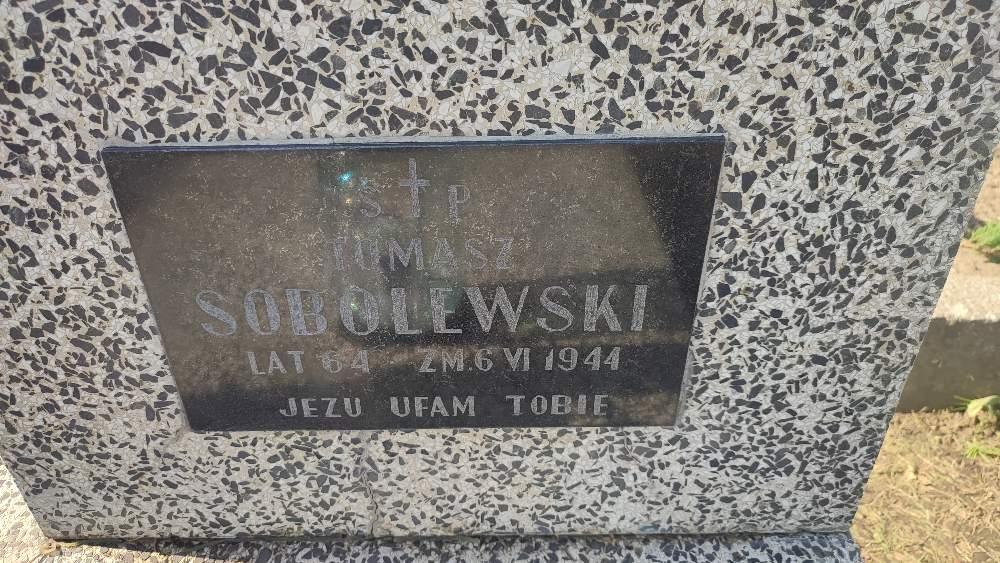 S † P
TOMASZ
SOBOLEWSKI
LAT 64 ZM.6 VI 1944
JEZU UFAM TOBIE